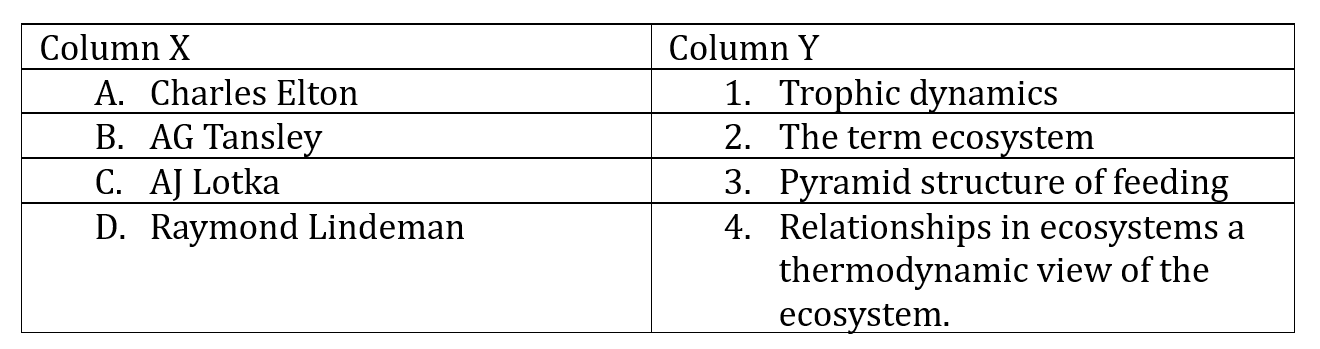 Column X Column Y
A. Charles Elton 1. Trophic dynamics
B. AG Tansley 2. The term ecosystem
C. AJ Lotka 3. Pyramid structure of feeding
D. Raymond Lindeman 4. Relationships in ecosystems a
thermodynamic view of the
ecosystem.